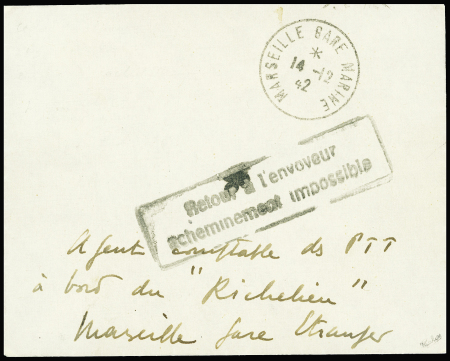 MARSEILLE GARE MARINE
*
14 -12
42
Retour à l'envoyeur
acheminement impossible
Agent comptable ds PTT
à bord du "Richelieu"
Marseille gare Etranger